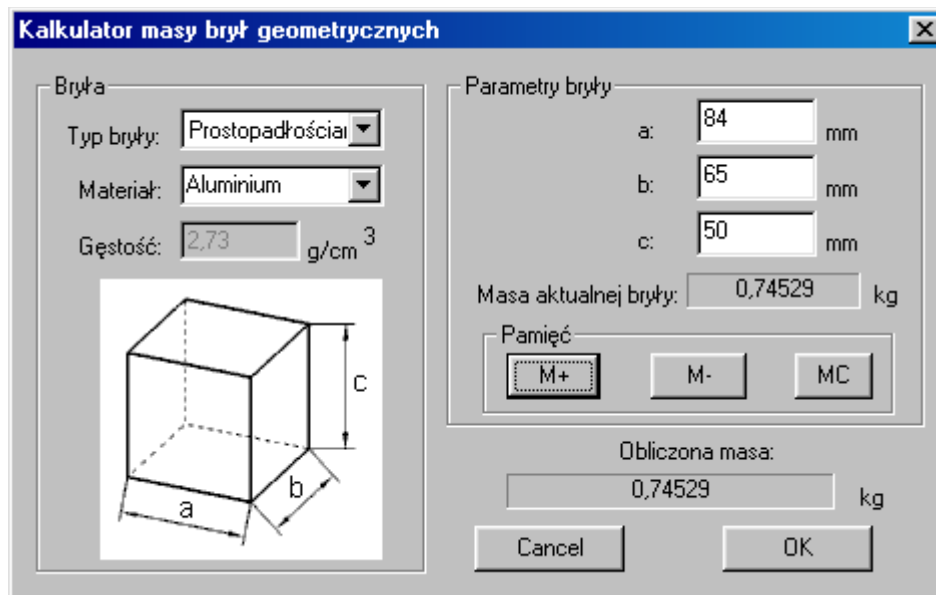 Kalkulator masy brył geometrycznych
Bryła
Typ bryły: Prostopadłościan
Materiał: Aluminium
Gęstość: 2,73 g/cm 3
c
b
a
Parametry bryły
a: 84 mm
b: 65 mm
c: 50 mm
Masa aktualnej bryły: 0,74529 kg
Pamięć
M+ M- MC
Obliczona masa:
0,74529 kg
Cancel OK